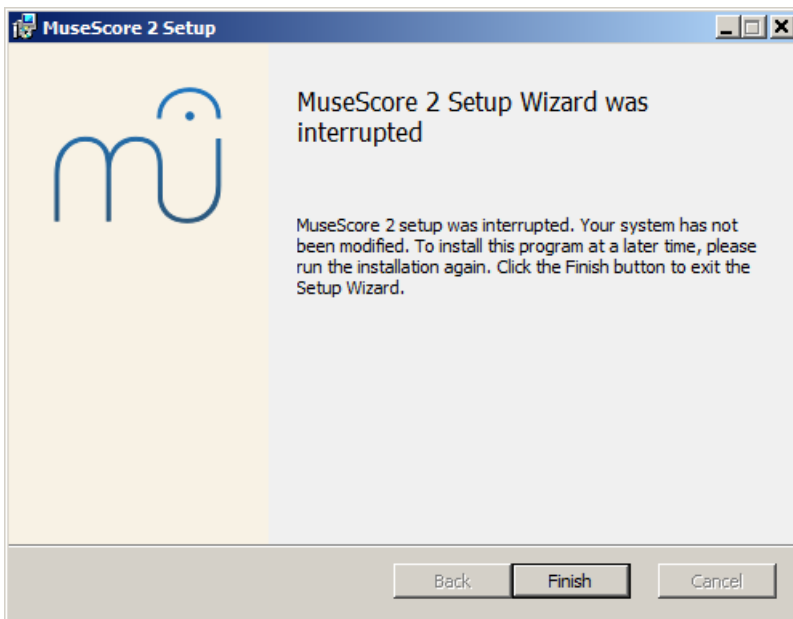 MuseScore 2 Setup
MuseScore 2 Setup Wizard was
interrupted
MuseScore 2 setup was interrupted. Your system has not
been modified. To install this program at a later time, please
run the installation again. Click the Finish button to exit the
Setup Wizard.
Back Finish Cancel